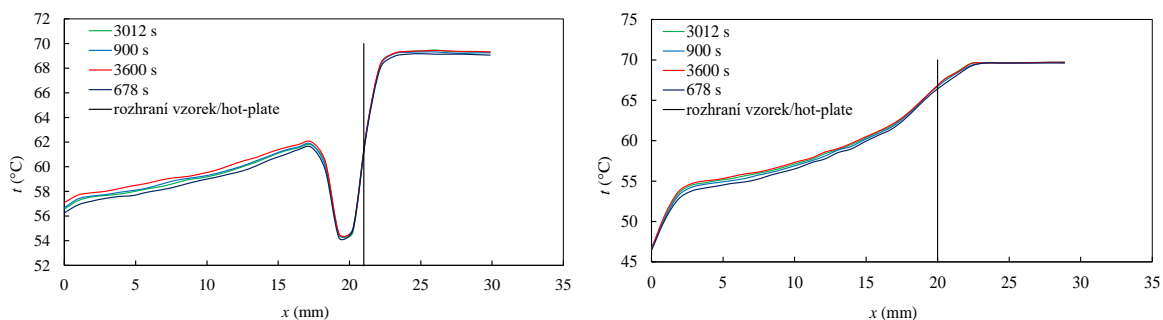 72
70
68
66
64
62
60
58
56
54
52
t (°C)
3012 s
900 s
3600 s
678 s
rozhraní vzorek/hot-plate
0 5 10 15 20 25 30 35
x (mm)
75
70
65
60
55
50
45
t (°C)
3012 s
900 s
3600 s
678 s
rozhraní vzorek/hot-plate
0 5 10 15 20 25 30 35
x (mm)